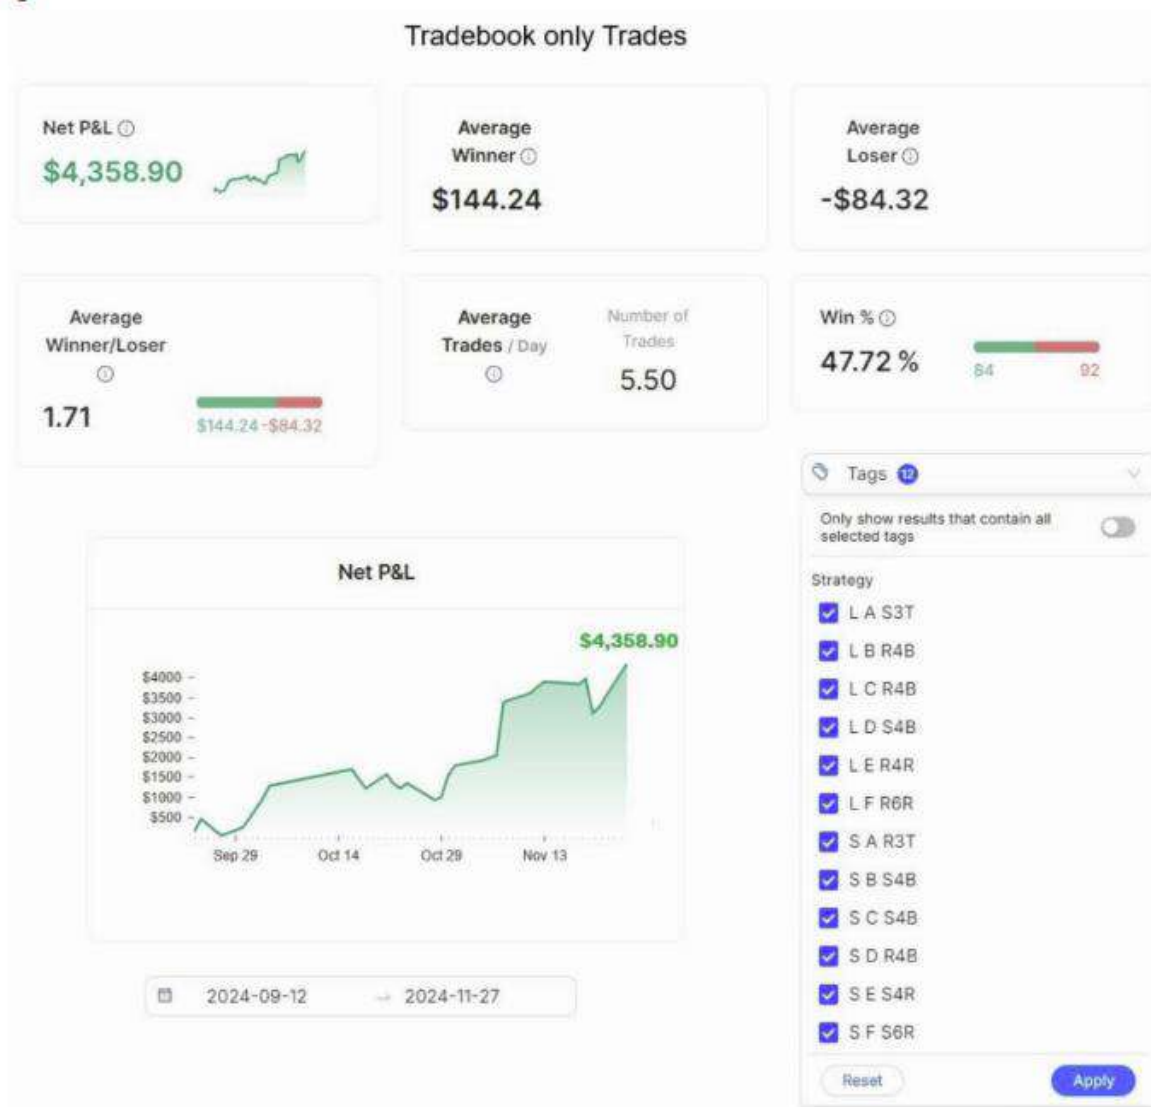 Tradebook only Trades
Net P&L
$4,358.90
Average
Winner
$144.24
Average
Loser
-$84.32
Average
Winner/Loser
1.71
$144.24 -$84.32
Average
Trades / Day
Number of
Trades
5.50
Win %
47.72 %
84
92
Tags 12
Only show results that contain all
selected tags
Strategy
L A S3T
L B R4B
L C R4B
L D S4B
L E R4R
L F R6R
S A R3T
S B S4B
S C S4B
S D R4B
S E S4R
S F S6R
Reset
Apply
Net P&L
$4,358.90
$4000
$3500
$3000
$2500
$2000
$1500
$1000
$500
Sep 29
Oct 14
Oct 29
Nov 13
2024-09-12 → 2024-11-27